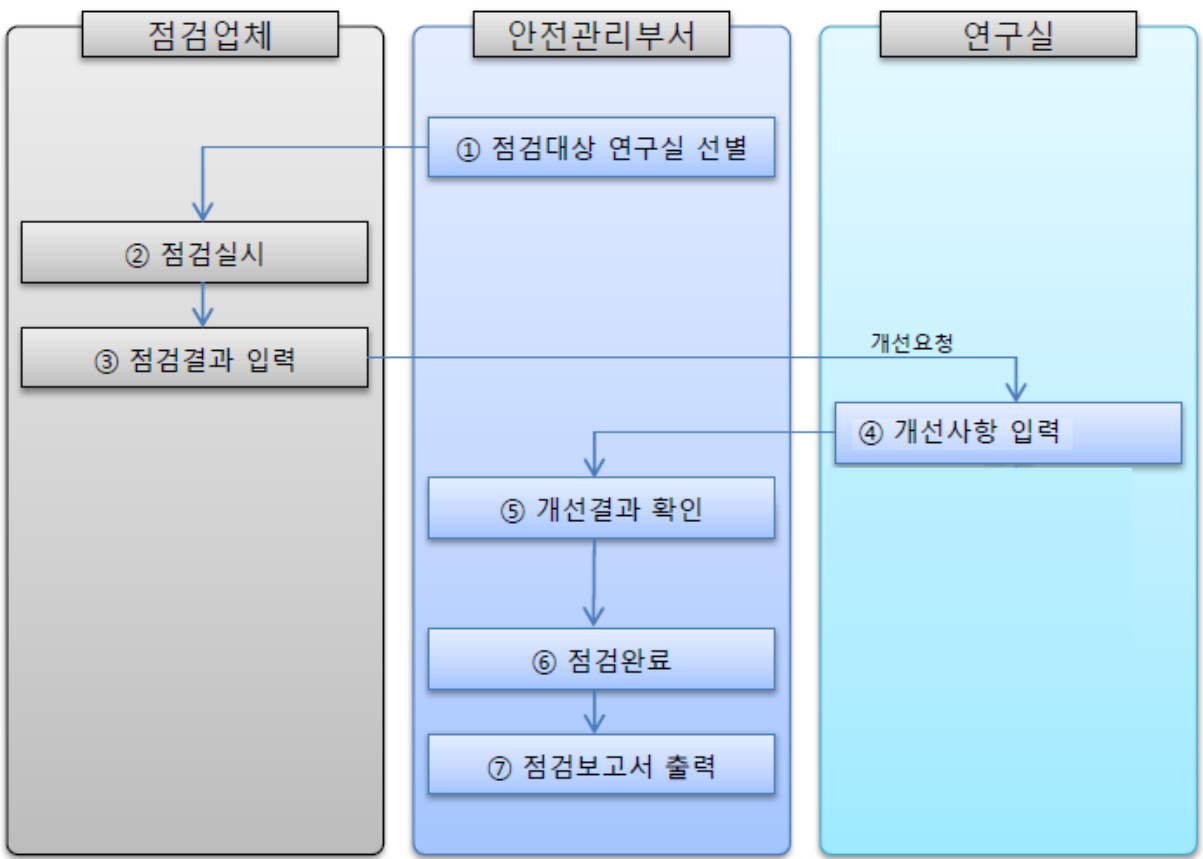 점검업체
안전관리부서
연구실
① 점검대상 연구실 선별
② 점검실시
③ 점검결과 입력
개선요청
④ 개선사항 입력
⑤ 개선결과 확인
⑥ 점검완료
⑦ 점검보고서 출력